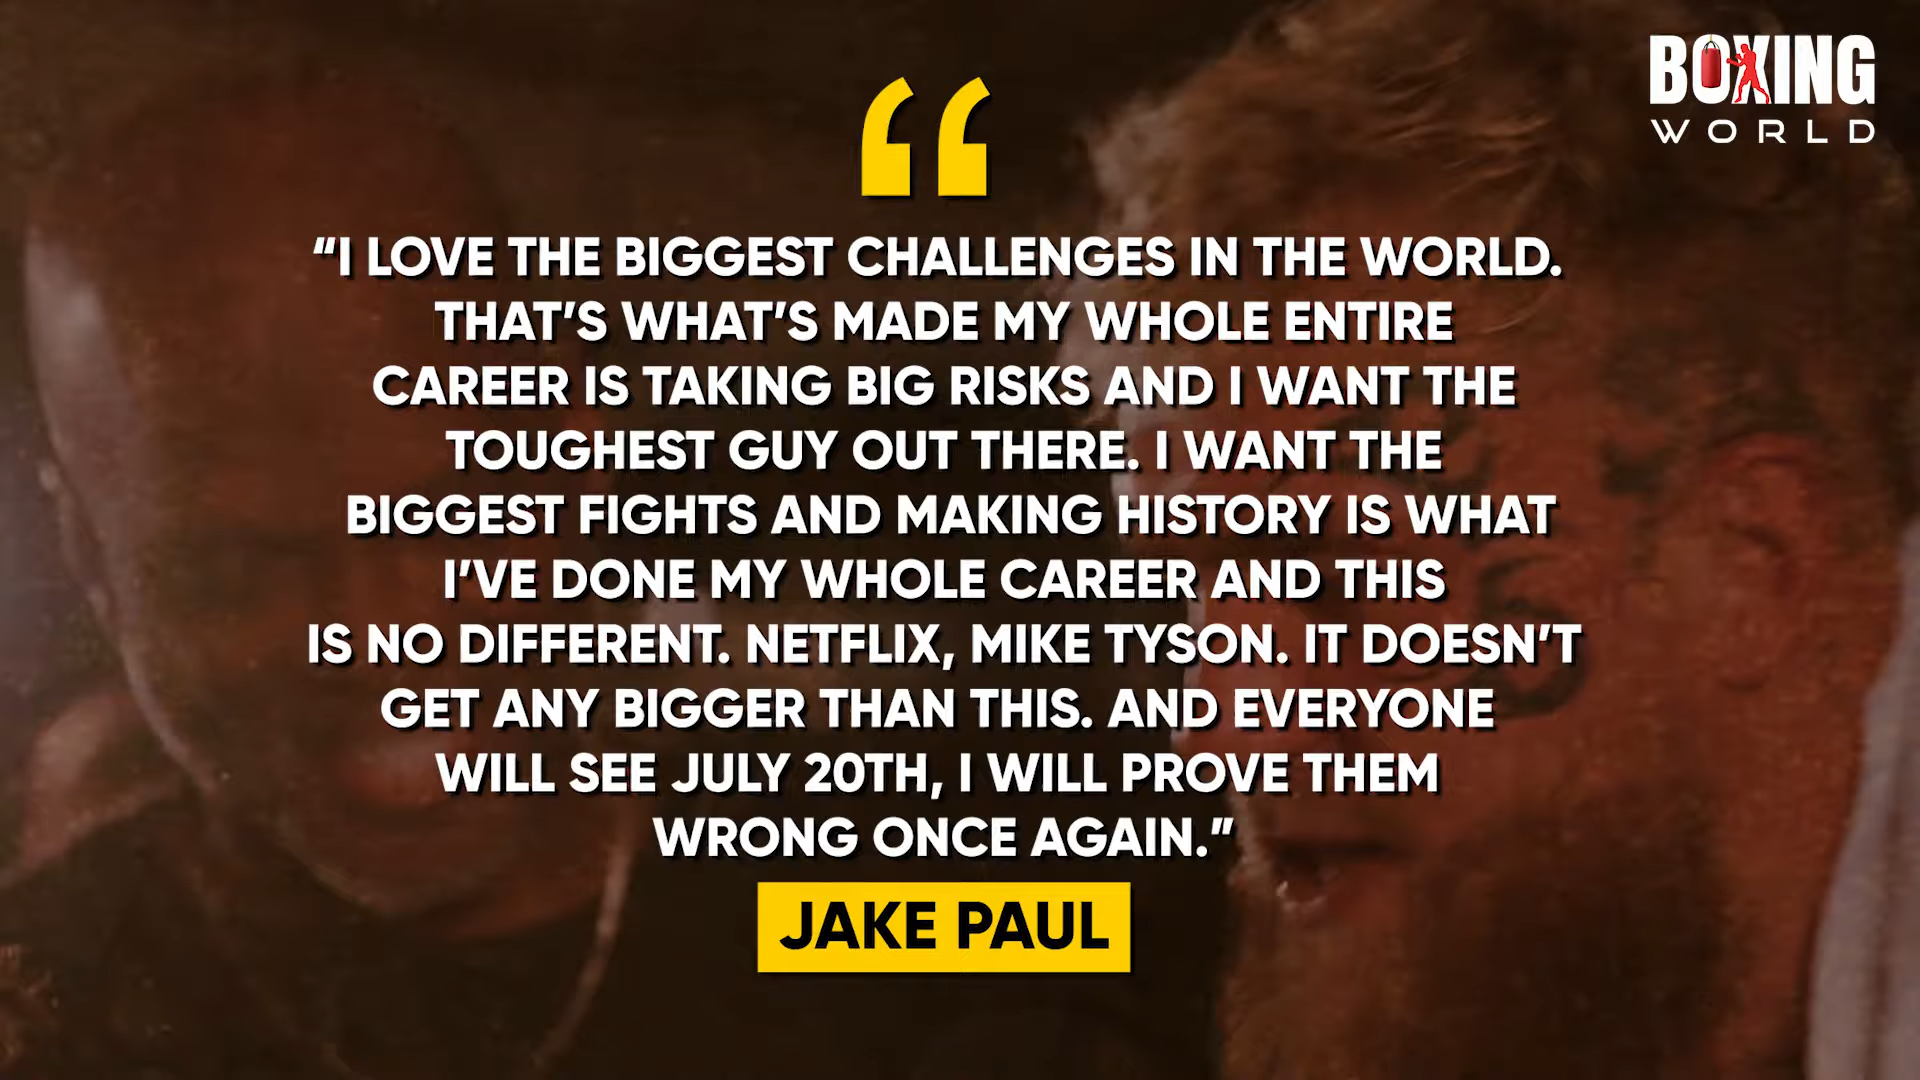 BOXING
WORLD
“I LOVE THE BIGGEST CHALLENGES IN THE WORLD.
THAT’S WHAT’S MADE MY WHOLE ENTIRE
CAREER IS TAKING BIG RISKS AND I WANT THE
TOUGHEST GUY OUT THERE. I WANT THE
BIGGEST FIGHTS AND MAKING HISTORY IS WHAT
I’VE DONE MY WHOLE CAREER AND THIS
IS NO DIFFERENT. NETFLIX, MIKE TYSON. IT DOESN’T
GET ANY BIGGER THAN THIS. AND EVERYONE
WILL SEE JULY 20TH, I WILL PROVE THEM
WRONG ONCE AGAIN.”
JAKE PAUL